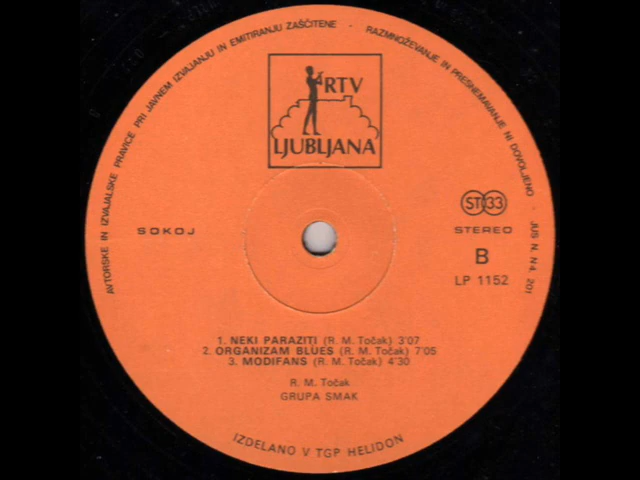 AVTORSKE IN IZVAJALSKE PRAVICE PRI JAVNEM IZVAJANJU IN EMITIRANJU ZAŠČITENE - RAZMNOŽEVANJE IN PRESNEMAVANJE NI DOVOLJENO - JUS N. N4. 201
RTV
LJUBLJANA
SOKOJ
ST 33
STEREO
B
LP 1152
1. NEKI PARAZITI (R. M. Točak) 3'07
2. ORGANIZAM BLUES (R. M. Točak) 7'05
3. MODIFANS (R. M. Točak) 4'30
R. M. Točak
GRUPA SMAK
IZDELANO V TGP HELIDON